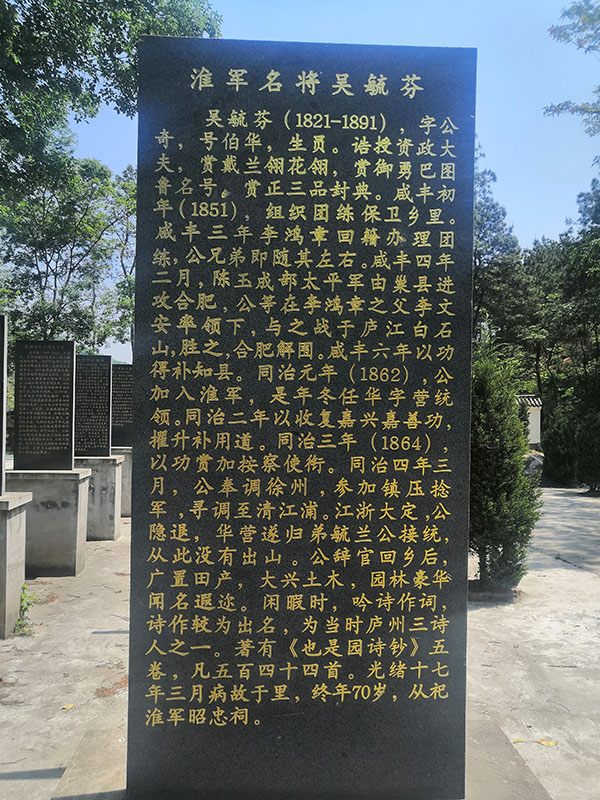 淮军名将吴毓芬
吴毓芬(1821-1891)，字公
奇，号伯华，生员。诰授资政大
夫，赏戴兰翎花翎，赏御勇巴图
鲁名号。赏正三品封典。咸丰初
年(1851)，组织团练保卫乡里。
咸丰三年李鸿章回籍办理团
练，公兄弟即随其左右。咸丰四年
二月，陈玉成部太平军由巢县进
攻合肥，公等在李鸿章之父李文
安率领下，与之战于庐江白石
山，胜之，合肥解围。咸丰六年以功
得补知县。同治元年(1862)，公
加入淮军，是年冬任华字营统
领。同治二年以收复嘉兴嘉善功，
擢升补用道。同治三年(1864)，
以功赏加按察使衔。同治四年三
月，公奉调徐州，参加镇压捻
军，寻调至清江浦。江浙大定，公
隐退，华营遂归弟毓兰公接统，
从此没有出山。公辞官回乡后，
广置田产，大兴土木，园林豪华
闻名遐迩。闲暇时，吟诗作词，
诗作较为出名，为当时庐州三诗
人之一。著有《也是园诗钞》五
卷，凡五百四十四首。光绪十七
年三月病故于里，终年70岁，从祀
淮军昭忠祠。